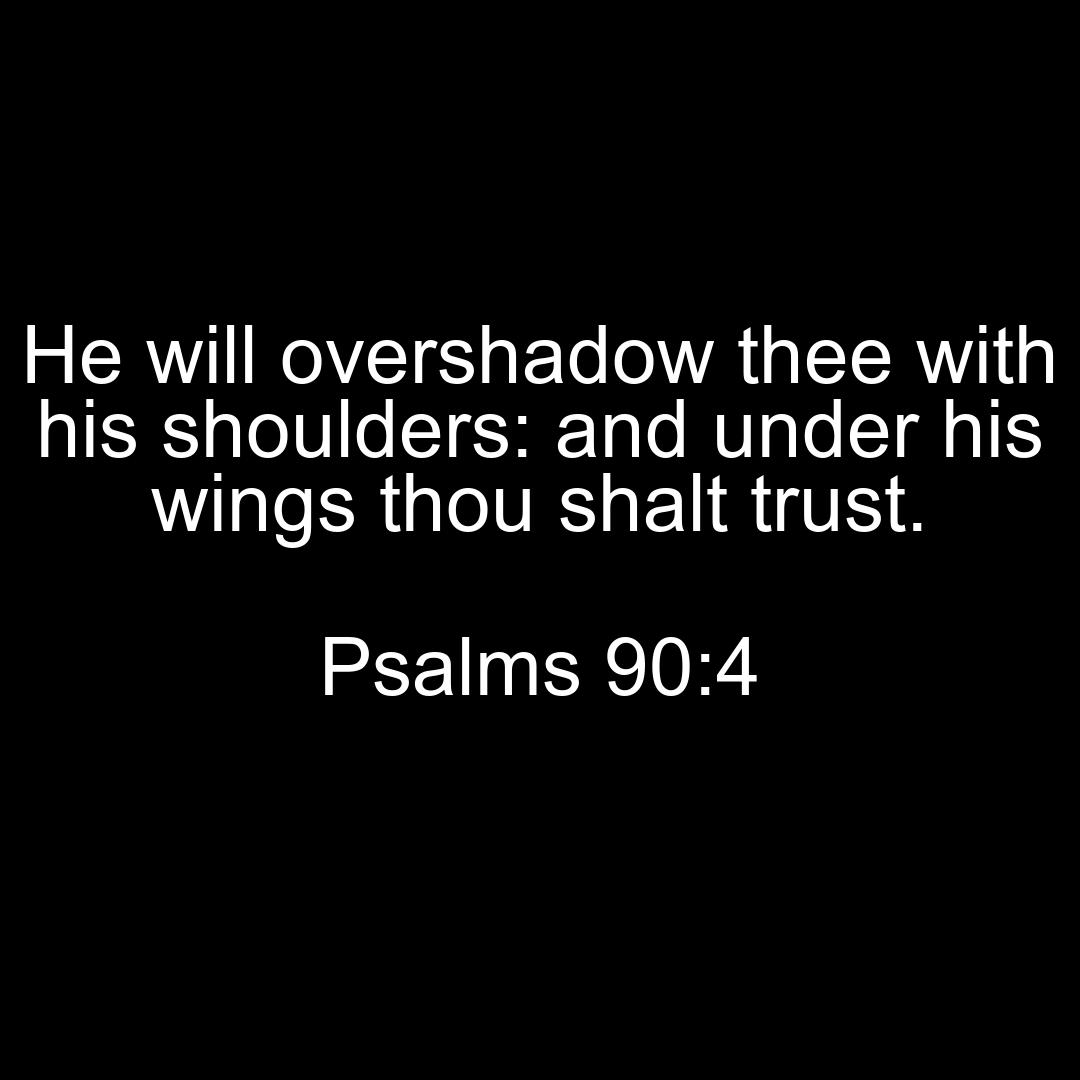 He will overshadow thee with
his shoulders: and under his
wings thou shalt trust.
Psalms 90:4